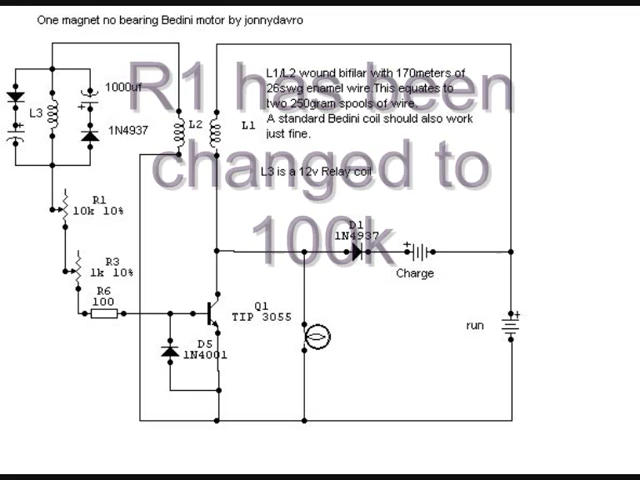 One magnet no bearing Bedini motor by jonnydavro
R1 has been
changed to
100k
L1/L2 wound bifilar with 170meters of
26swg enamel wire.This equates to
two 250gram spools of wire.
A standard Bedini coil should also work
just fine.
L3 is a 12v Relay coil
1000uf
L3
1N4937
L2
L1
R1
10k 10%
R3
1k 10%
R6
100
D1
1N4937
Charge
Q1
TIP 3055
run
D5
1N4001